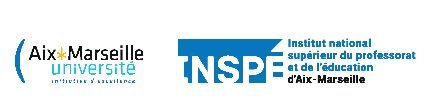 Aix*Marseille
université
Initiative d'excellence
INSPÉ
Institut national
supérieur du professorat
et de l'éducation
d'Aix-Marseille